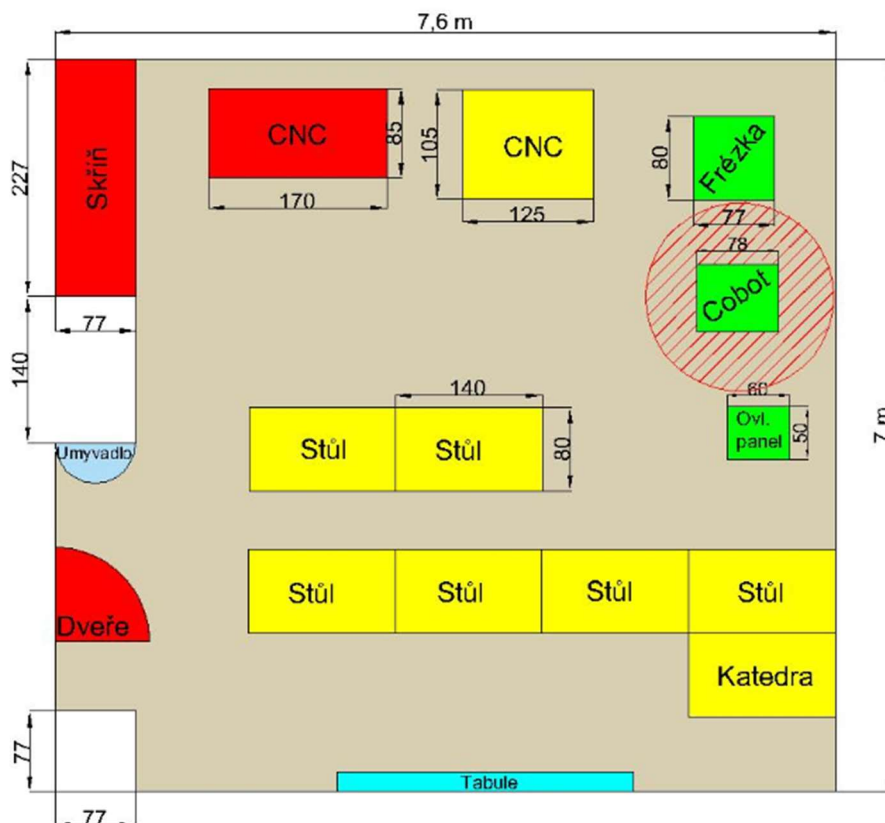 7,6 m
227
Skříň
CNC
85
170
105
CNC
125
80
Frézka
77
78
Cobot
77
140
140
60
Stůl
Stůl
80
Ovl.
panel
50
7 m
Umyvadlo
Stůl
Stůl
Stůl
Stůl
Dveře
Katedra
77
Tabule
77